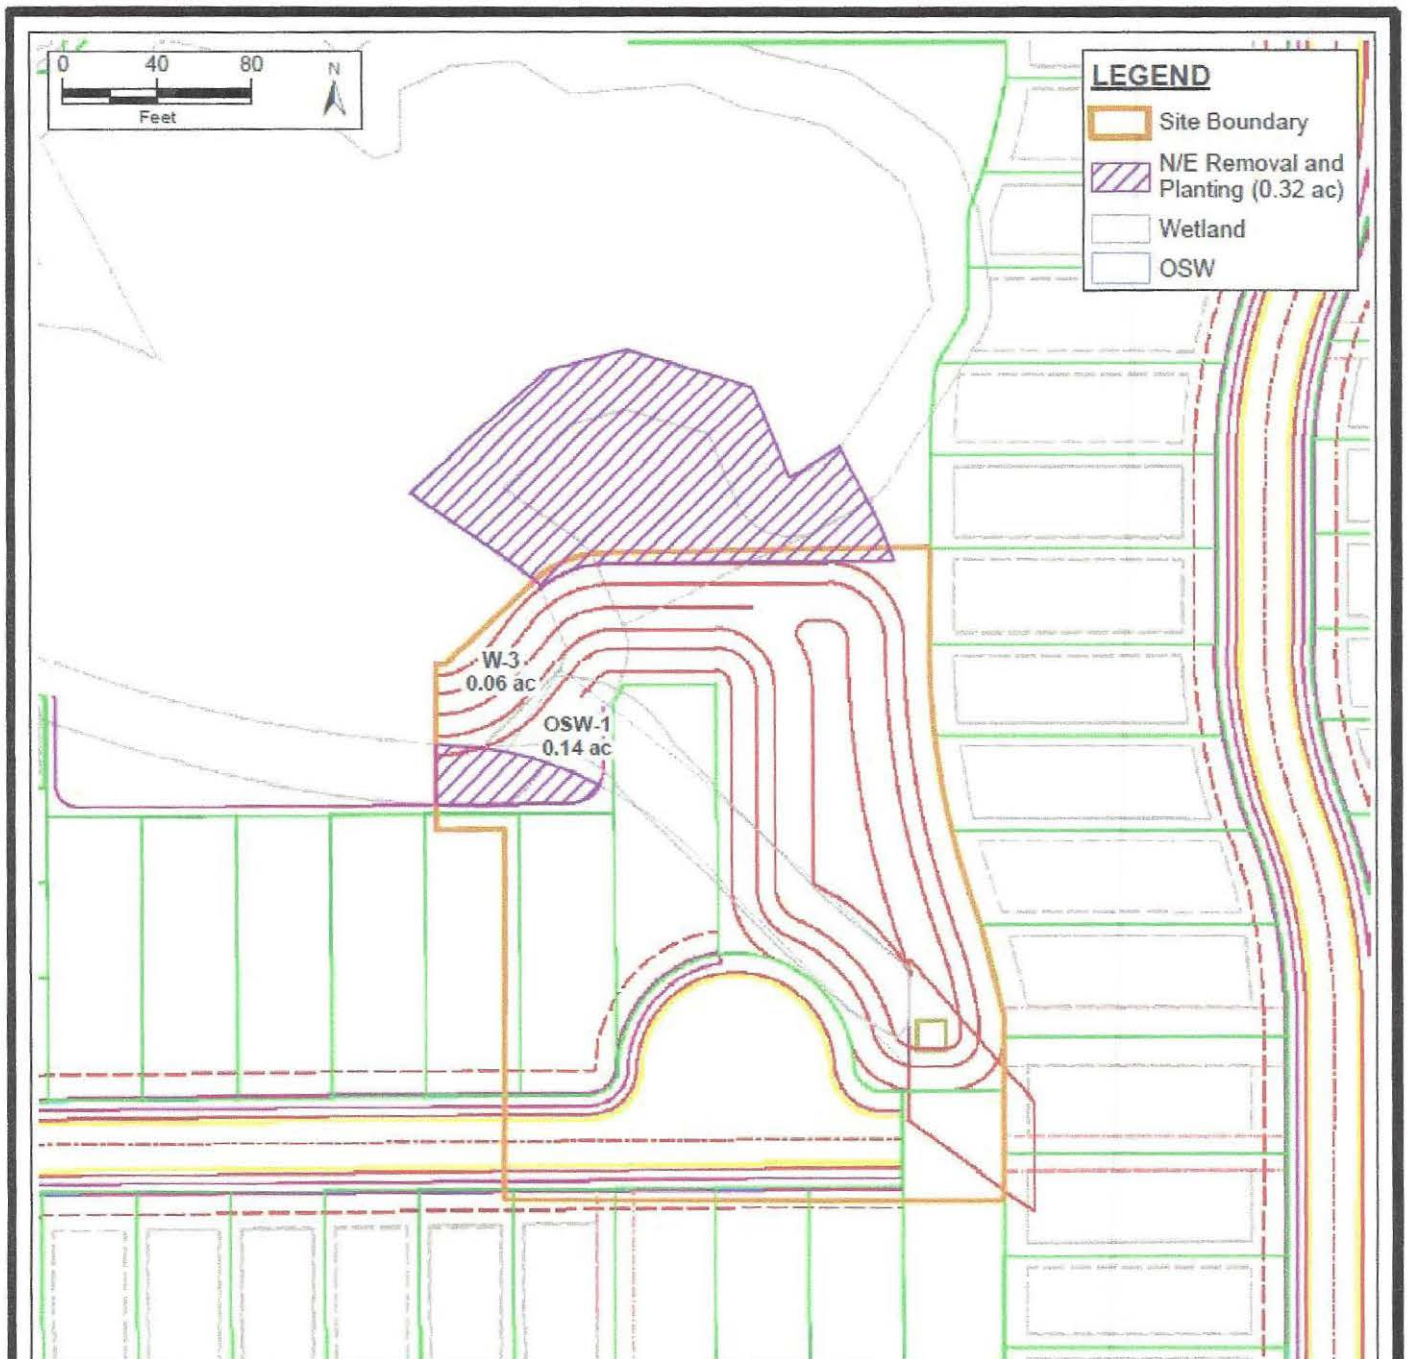 0 40 80
Feet
N
LEGEND
Site Boundary
N/E Removal and
Planting (0.32 ac)
Wetland
OSW
W-3
0.06 ac
OSW-1
0.14 ac